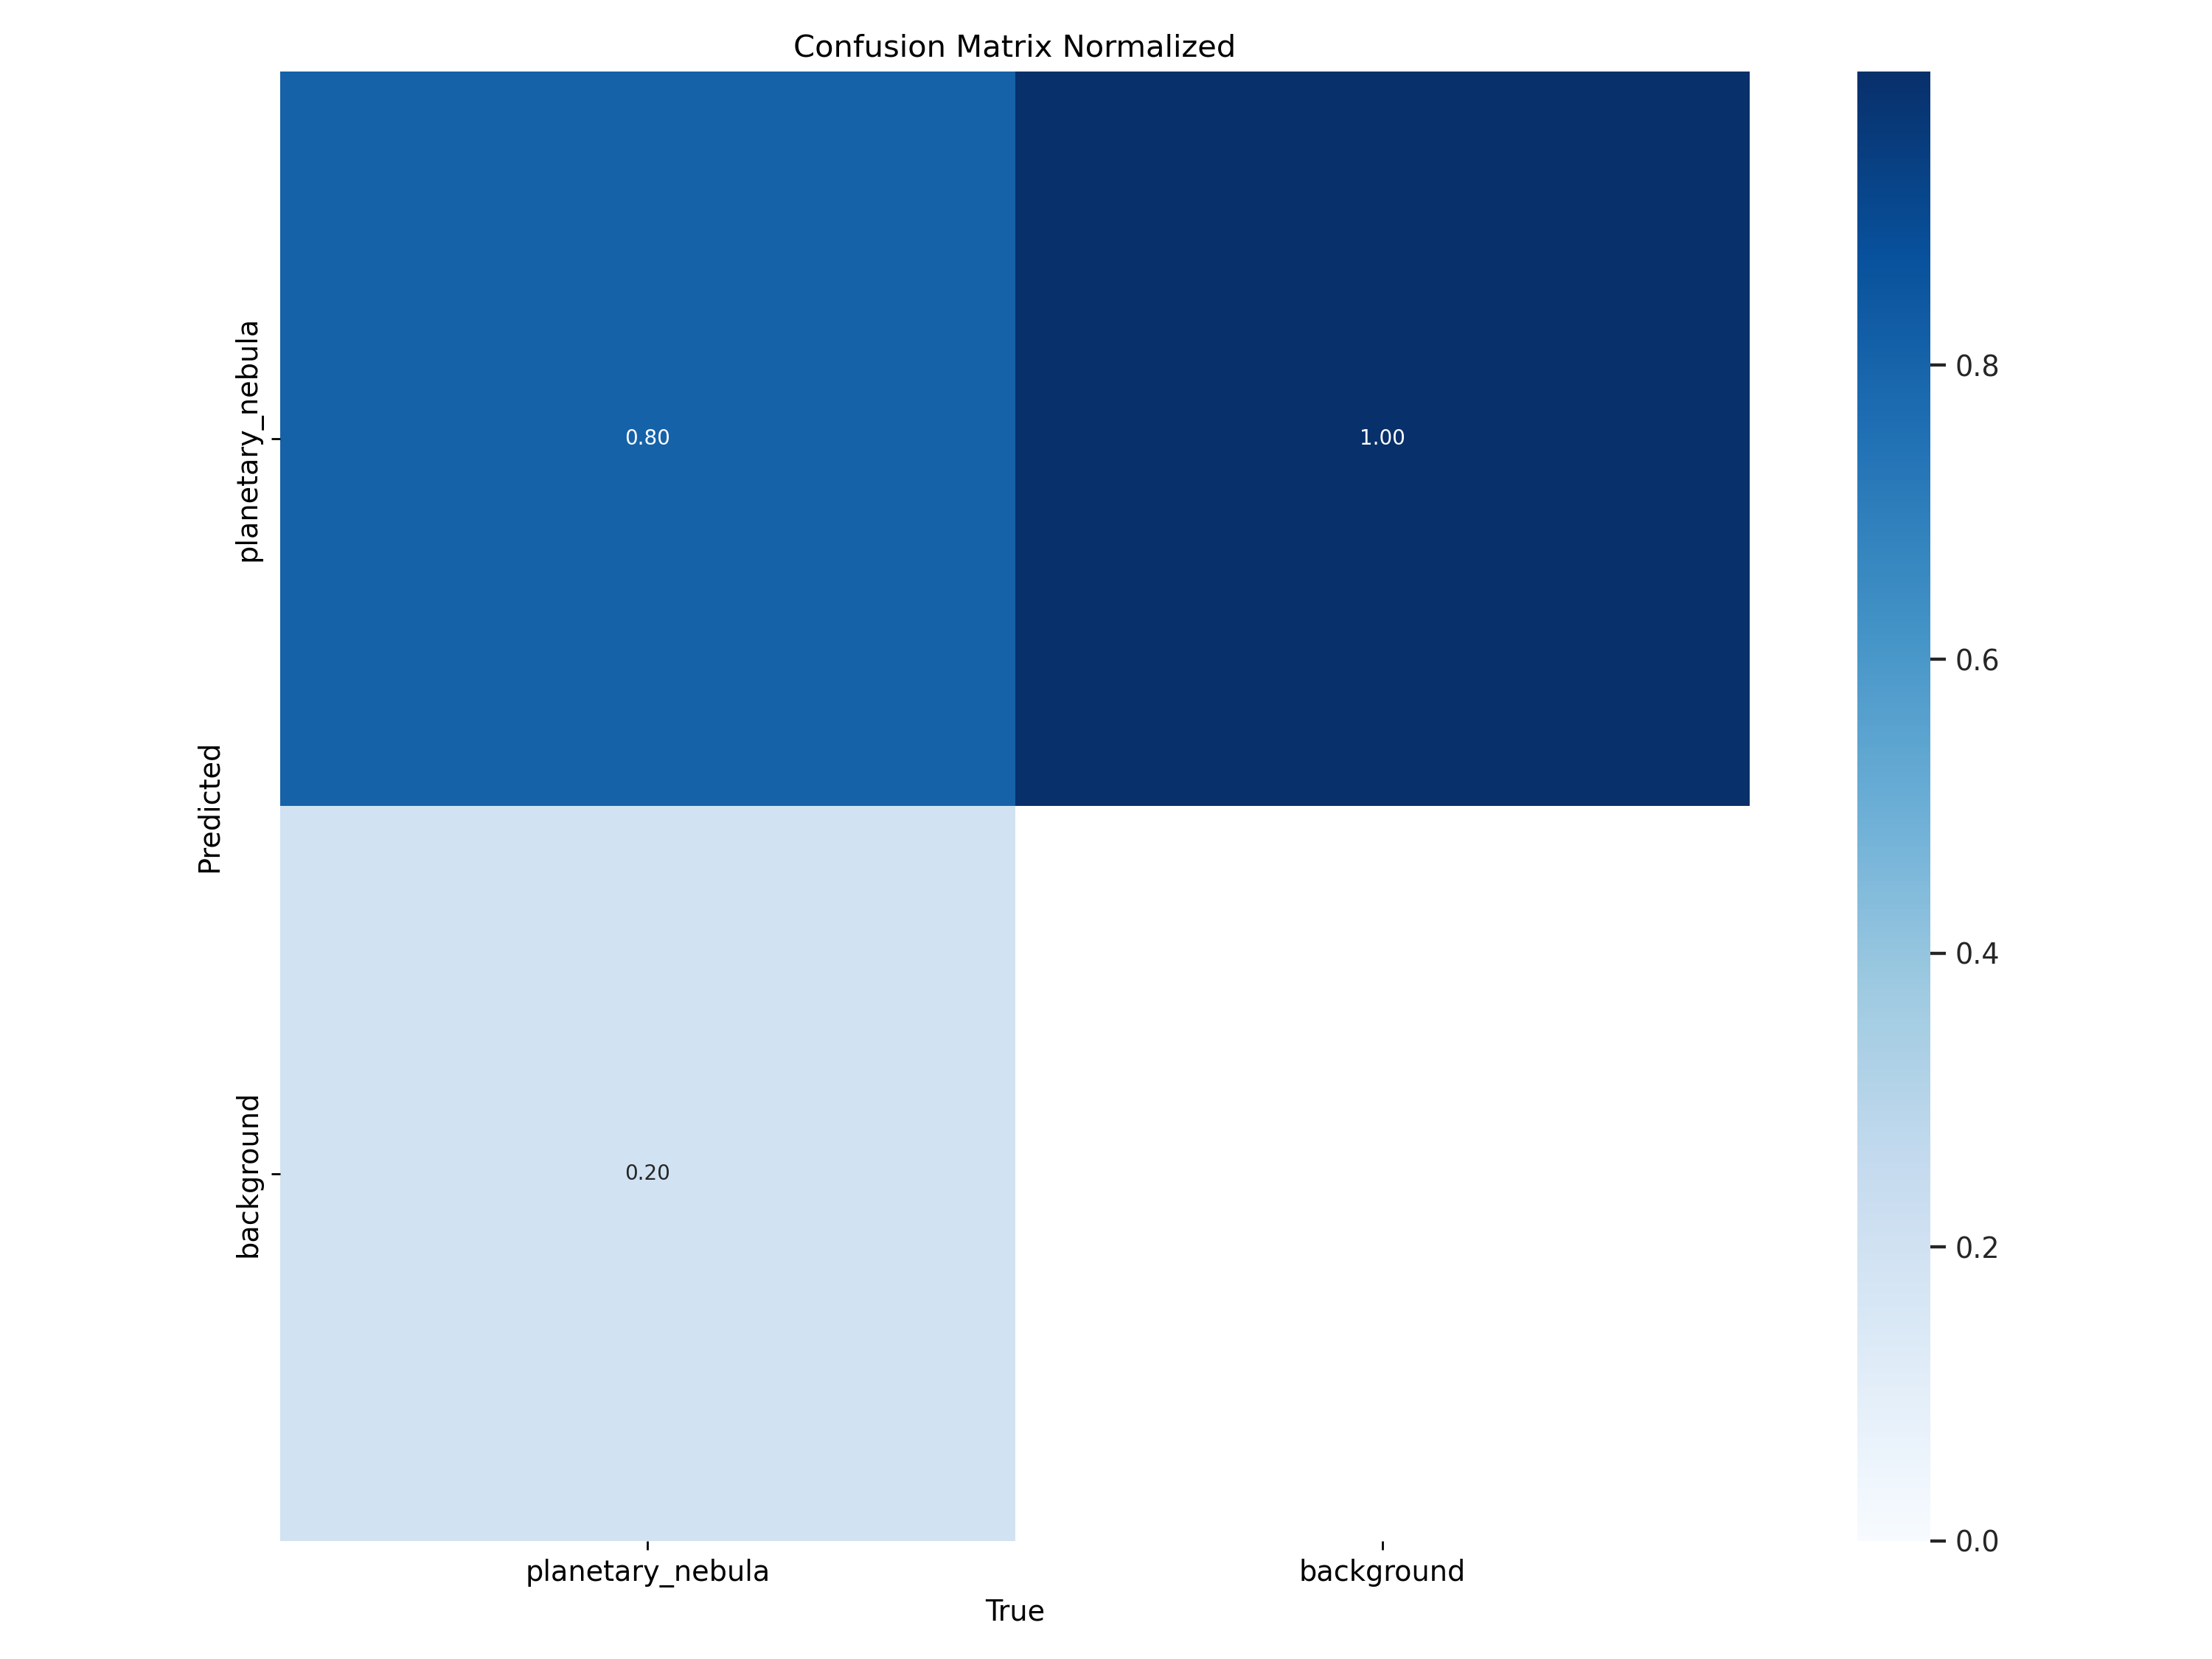 Confusion Matrix Normalized
planetary_nebula
0.80
1.00
0.8
0.6
Predicted
0.4
background
0.20
0.2
0.0
planetary_nebula
background
True